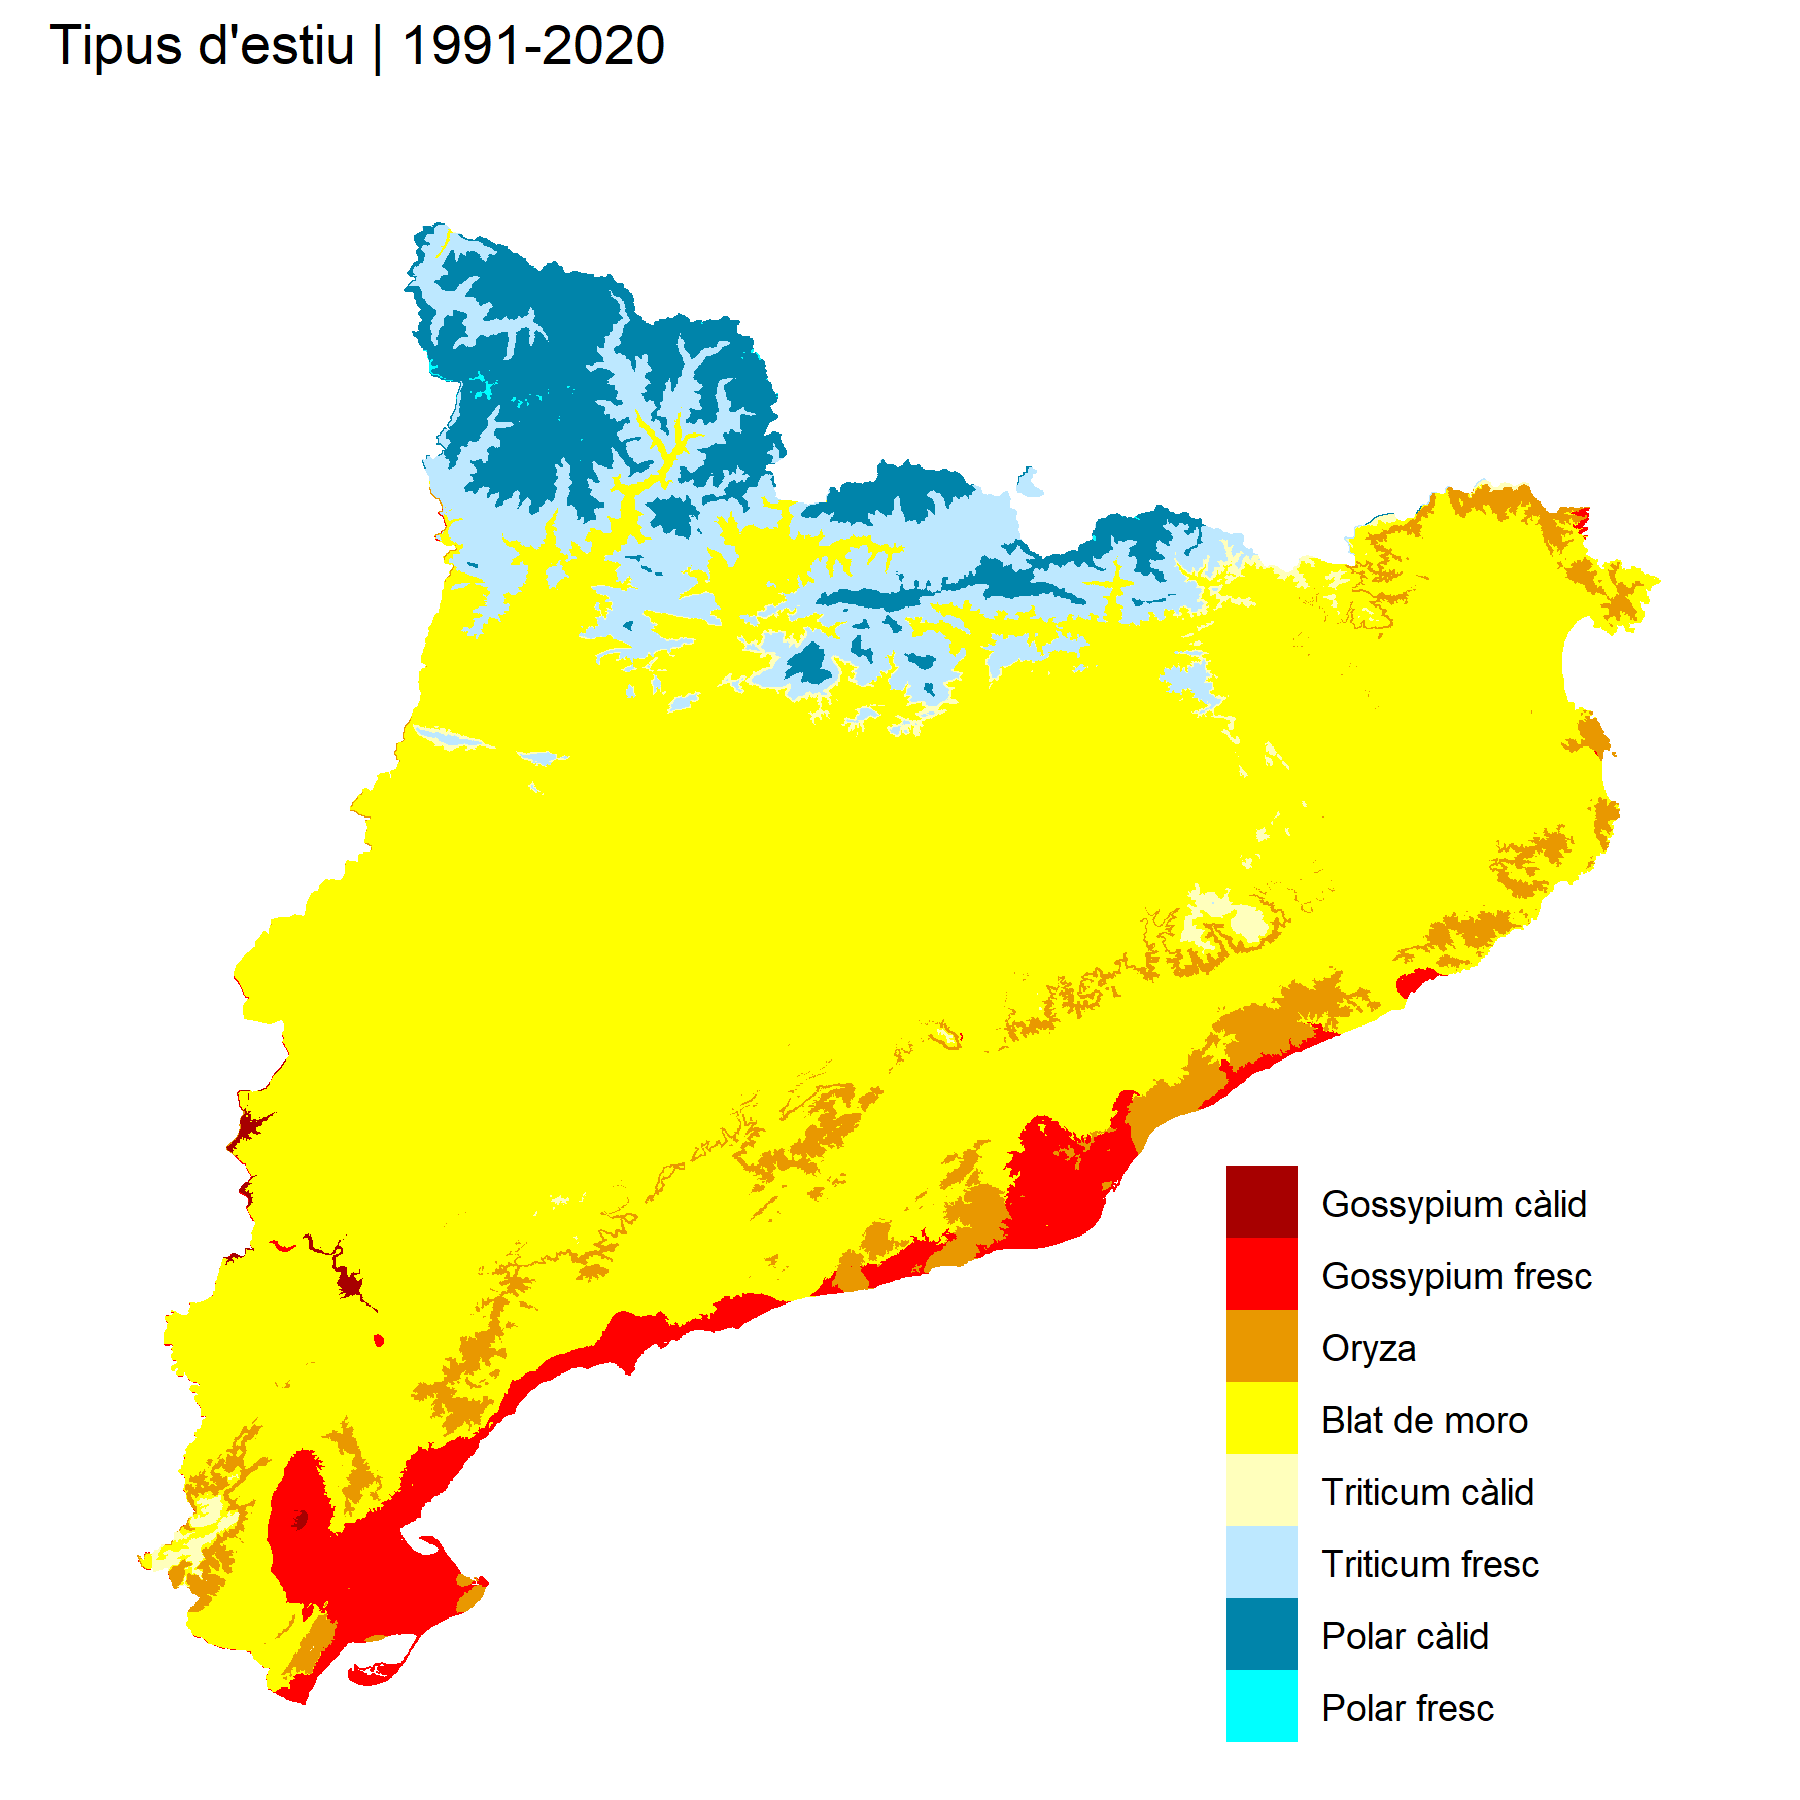 Tipus d'estiu | 1991-2020
Gossypium càlid
Gossypium fresc
Oryza
Blat de moro
Triticum càlid
Triticum fresc
Polar càlid
Polar fresc